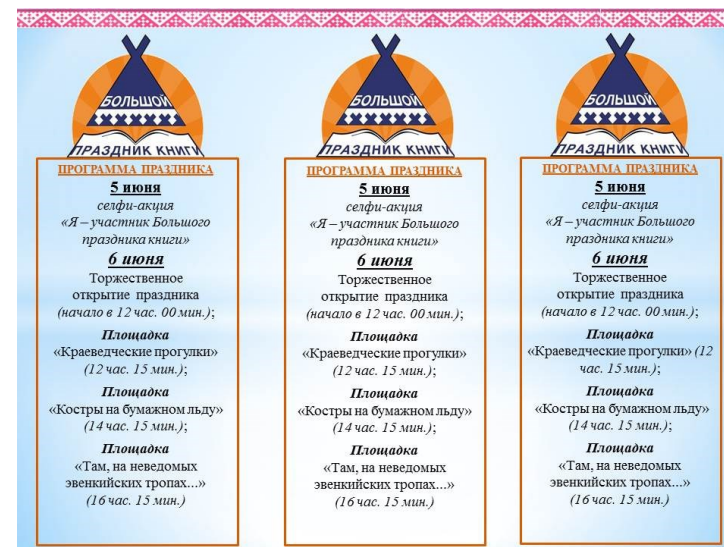 БОЛЬШОЙ
ПРАЗДНИК КНИГИ
ПРОГРАММА ПРАЗДНИКА
5 июня
селфи-акция
«Я – участник Большого
праздника книги»
6 июня
Торжественное
открытие праздника
(начало в 12 час. 00 мин.);
Площадка
«Краеведческие прогулки»
(12 час. 15 мин.);
Площадка
«Костры на бумажном льду»
(14 час. 15 мин.);
Площадка
«Там, на неведомых
эвенкийских тропах...»
(16 час. 15 мин.)
БОЛЬШОЙ
ПРАЗДНИК КНИГИ
ПРОГРАММА ПРАЗДНИКА
5 июня
селфи-акция
«Я – участник Большого
праздника книги»
6 июня
Торжественное
открытие праздника
(начало в 12 час. 00 мин.);
Площадка
«Краеведческие прогулки»
(12 час. 15 мин.);
Площадка
«Костры на бумажном льду»
(14 час. 15 мин.);
Площадка
«Там, на неведомых
эвенкийских тропах...»
(16 час. 15 мин.)
БОЛЬШОЙ
ПРАЗДНИК КНИГИ
ПРОГРАММА ПРАЗДНИКА
5 июня
селфи-акция
«Я – участник Большого
праздника книги»
6 июня
Торжественное
открытие праздника
(начало в 12 час. 00 мин.);
Площадка
«Краеведческие прогулки» (12
час. 15 мин.);
Площадка
«Костры на бумажном льду»
(14 час. 15 мин.);
Площадка
«Там, на неведомых
эвенкийских тропах...»
(16 час. 15 мин.)